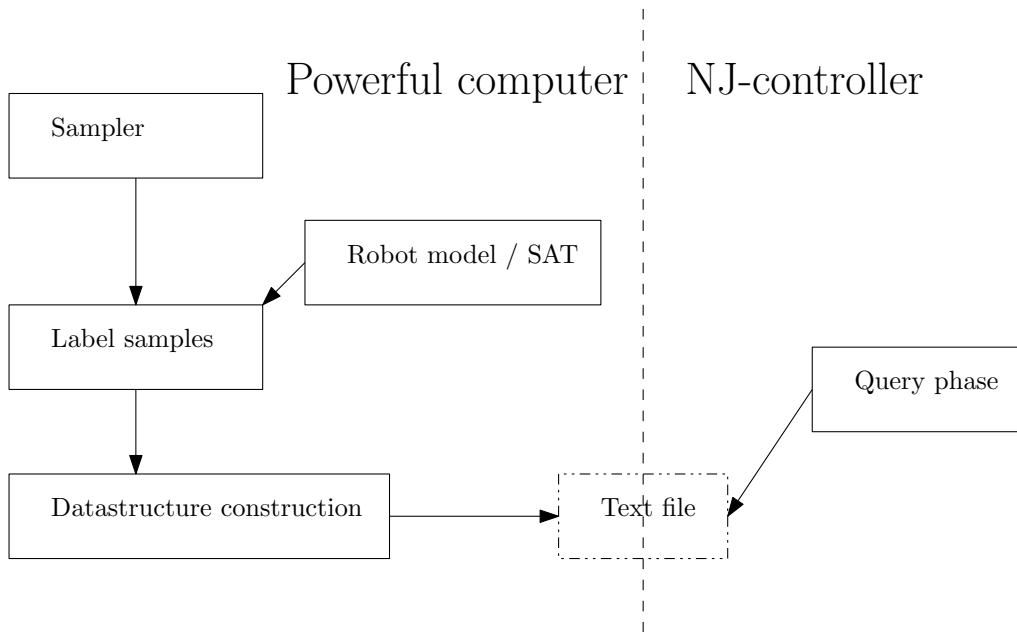 Powerful computer
NJ-controller
Sampler
Robot model / SAT
Label samples
Query phase
Datastructure construction
Text file